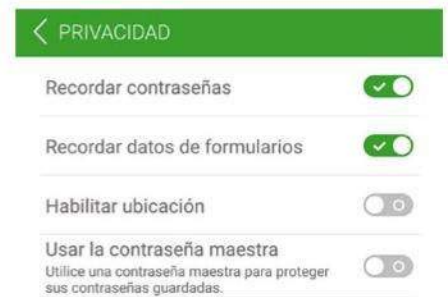 PRIVACIDAD
Recordar contraseñas
Recordar datos de formularios
Habilitar ubicación
Usar la contraseña maestra
Utilice una contraseña maestra para proteger
sus contraseñas guardadas.